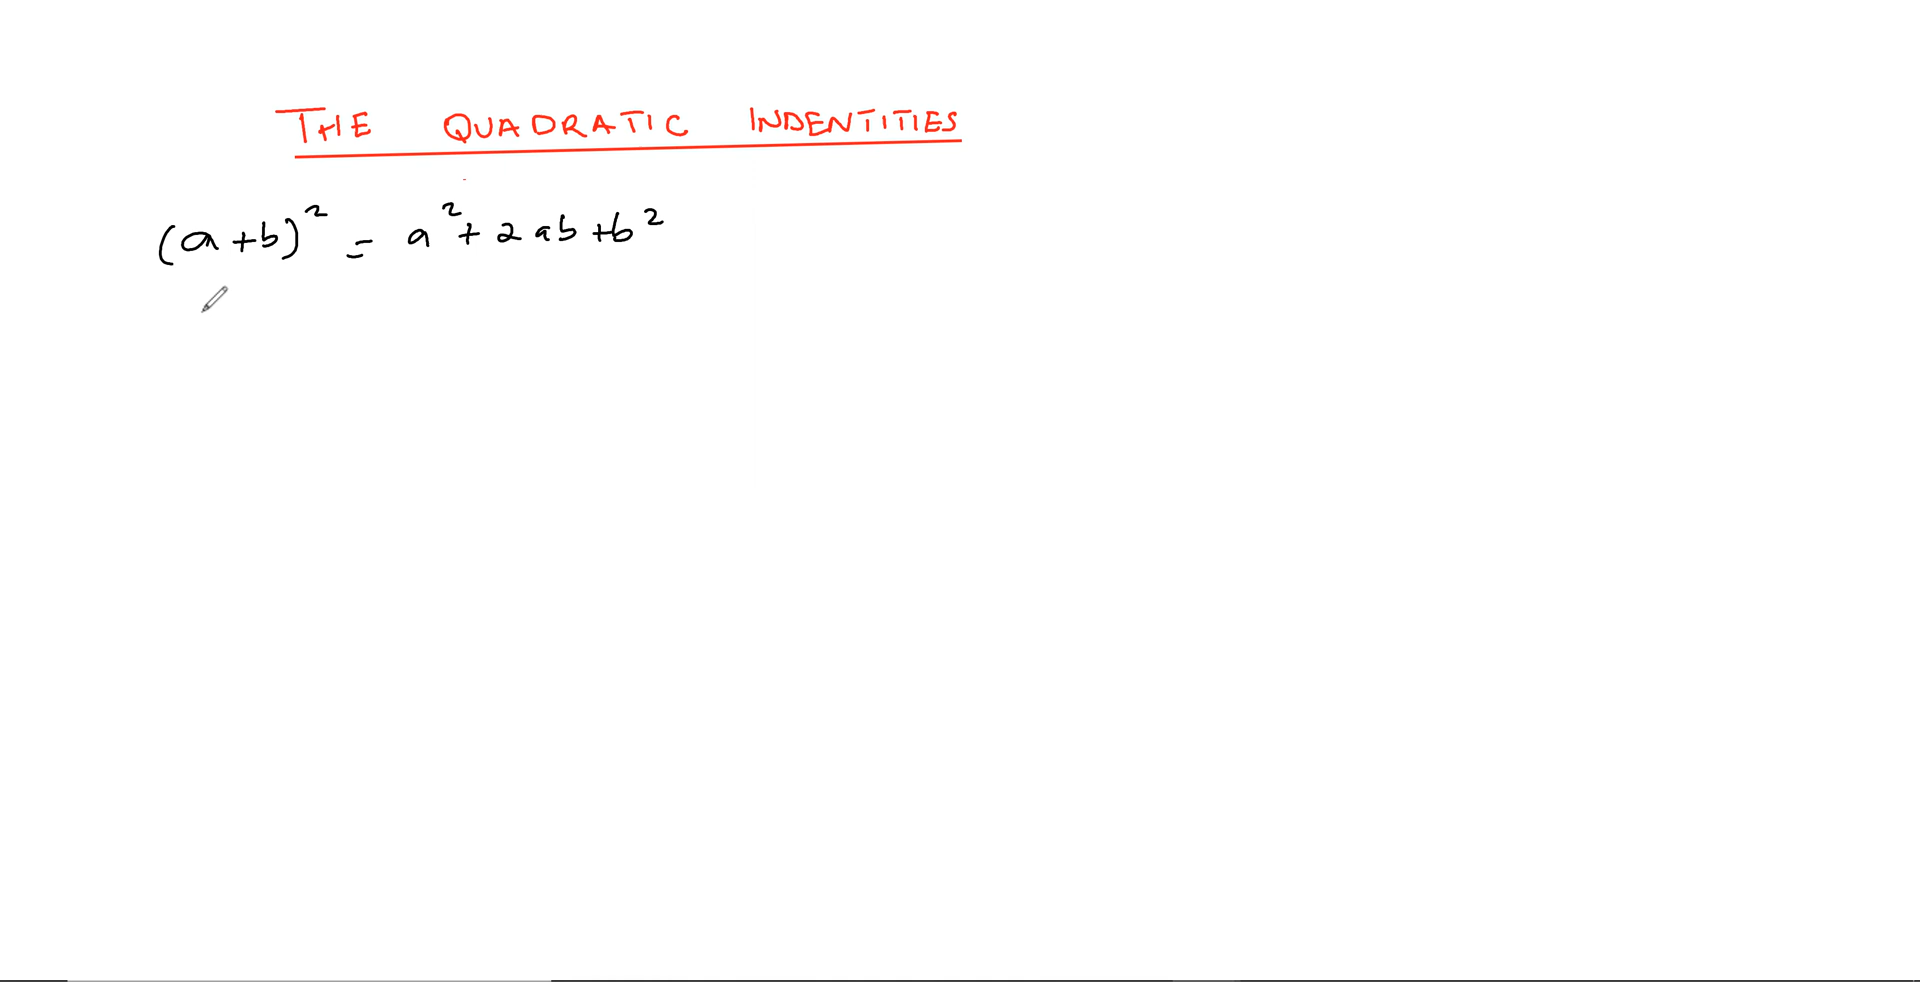 THE QUADRATIC INDENTITIES
(a+b)² = a² + 2ab + b²